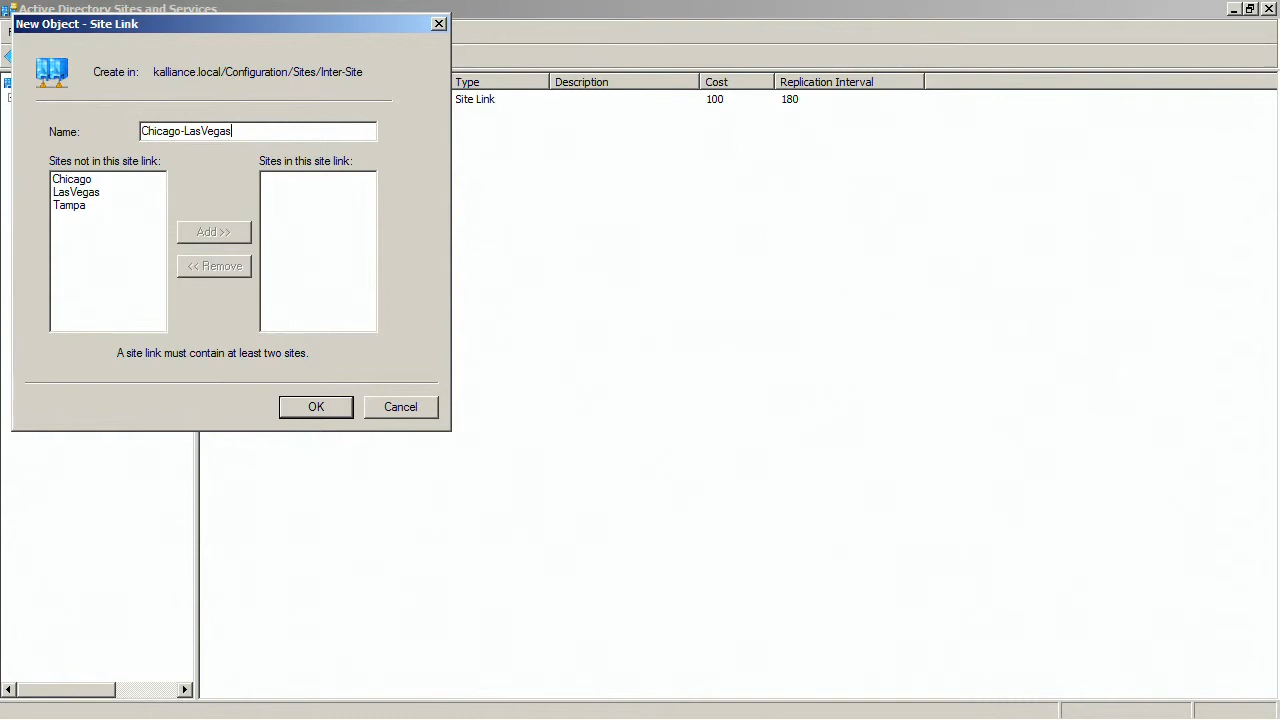 Active Directory Sites and Services
New Object - Site Link
Create in: kalliance.local/Configuration/Sites/Inter-Site
Name: Chicago-LasVegas
Sites not in this site link:
Chicago
LasVegas
Tampa
Add >>
<< Remove
Sites in this site link:
A site link must contain at least two sites.
OK Cancel
Type Description Cost Replication Interval
Site Link 100 180